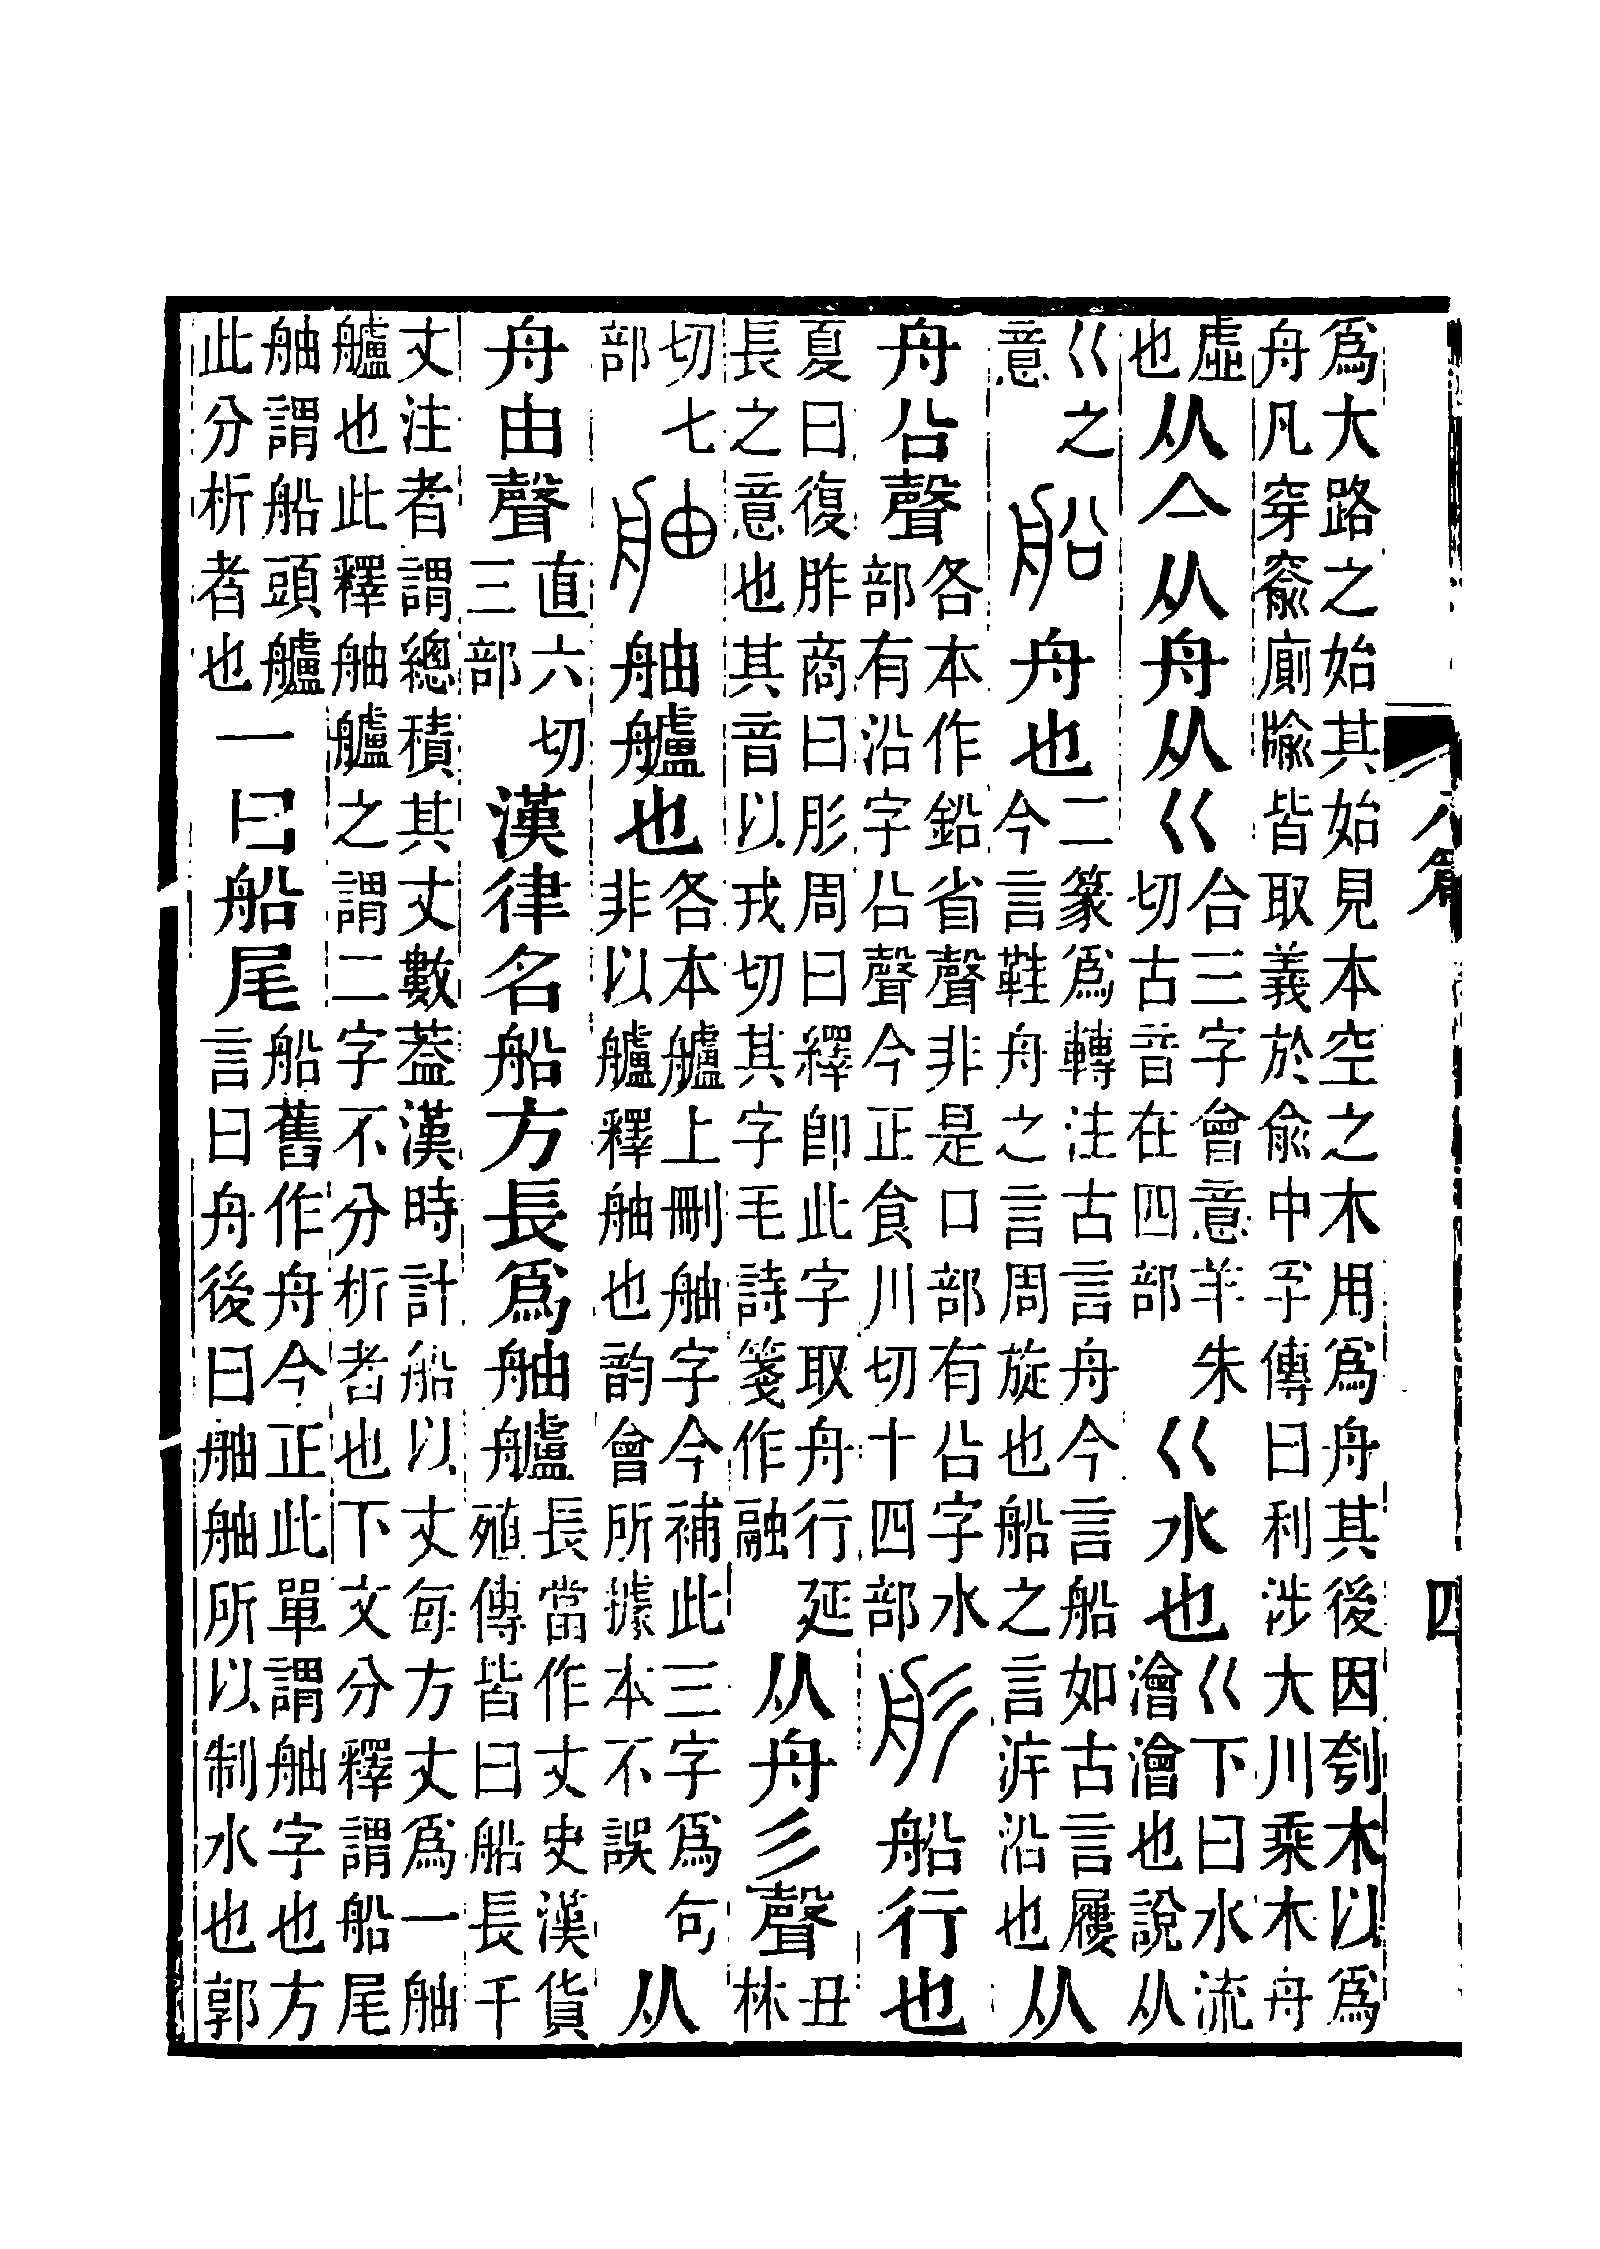 爲大路之始其始見本空之木用爲舟其後因刳木以爲
舟凡穿窬廁牏皆取義於俞中孚傳曰利涉大川乘木舟
虛也从亼从舟从巜合三字會意羊朱切古音在四部巜水也巜下曰水流澮澮也說从
巜之意船舟也二篆爲轉注古言舟今言船如古言屨今言鞵舟之言周旋也船之言泝沿也从
舟㕣聲各本作鉛省聲非是口部有㕣字水部有沿字㕣聲今正食川切十四部彤船行也
夏曰復胙商曰肜周曰繹卽此字取舟行延長之意也其音以戎切其字毛詩箋作融从舟彡聲丑林
切七部舳舳艫也各本艫上刪舳字今補此三字爲句非以艫釋舳也韵會所據本不誤从
舟由聲直六切三部漢律名船方長爲舳艫長當作丈史漢貨殖傳皆曰船長千
丈注者謂總積其丈數葢漢時計船以丈每方丈爲一舳
艫也此釋舳艫之謂二字不分析者也下文分釋謂船尾
舳謂船頭艫此分析者也一曰船尾船舊作舟今正此單謂舳字也方言曰舟後曰舳舳所以制水也郭
八篇
四